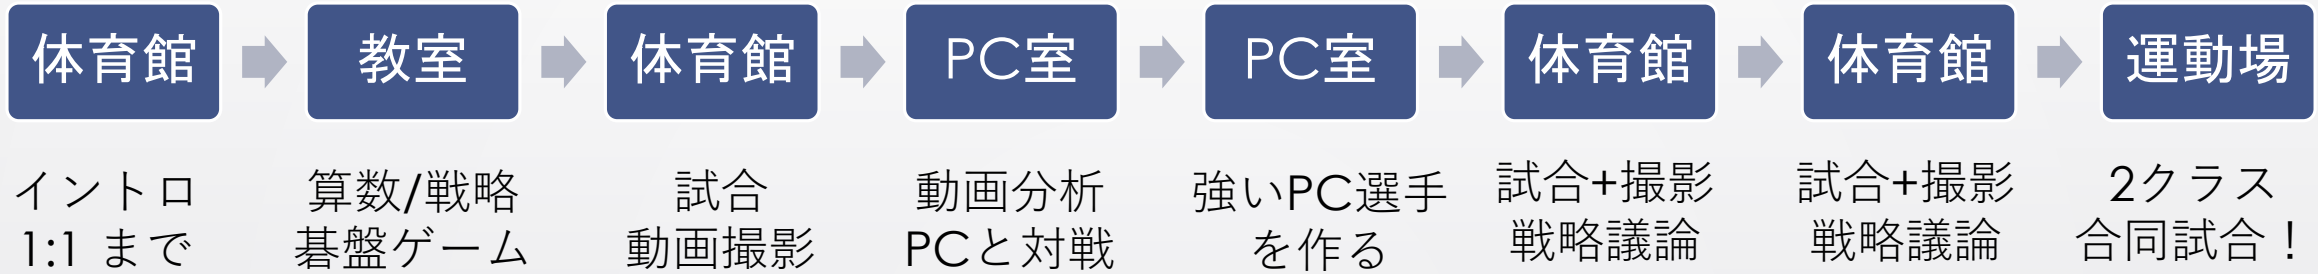 体育館
教室
体育館
PC室
PC室
体育館
体育館
運動場
イントロ
1:1 まで
算数/戦略
碁盤ゲーム
試合
動画撮影
動画分析
PCと対戦
強いPC選手
を作る
試合+撮影
戦略議論
試合+撮影
戦略議論
2クラス
合同試合！